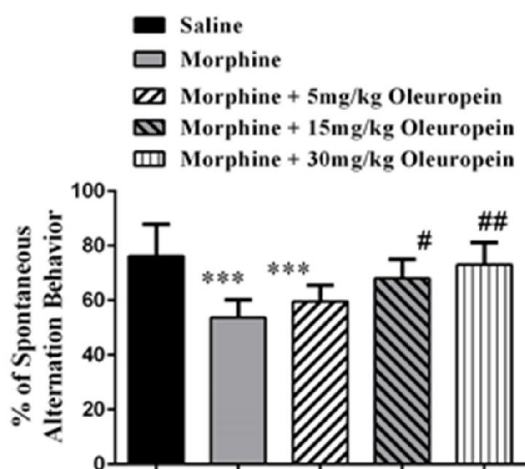 Saline
Morphine
Morphine + 5mg/kg Oleuropein
Morphine + 15mg/kg Oleuropein
Morphine + 30mg/kg Oleuropein
% of Spontaneous
Alternation Behavior
100
80
60
40
20
0
***
***
#
##